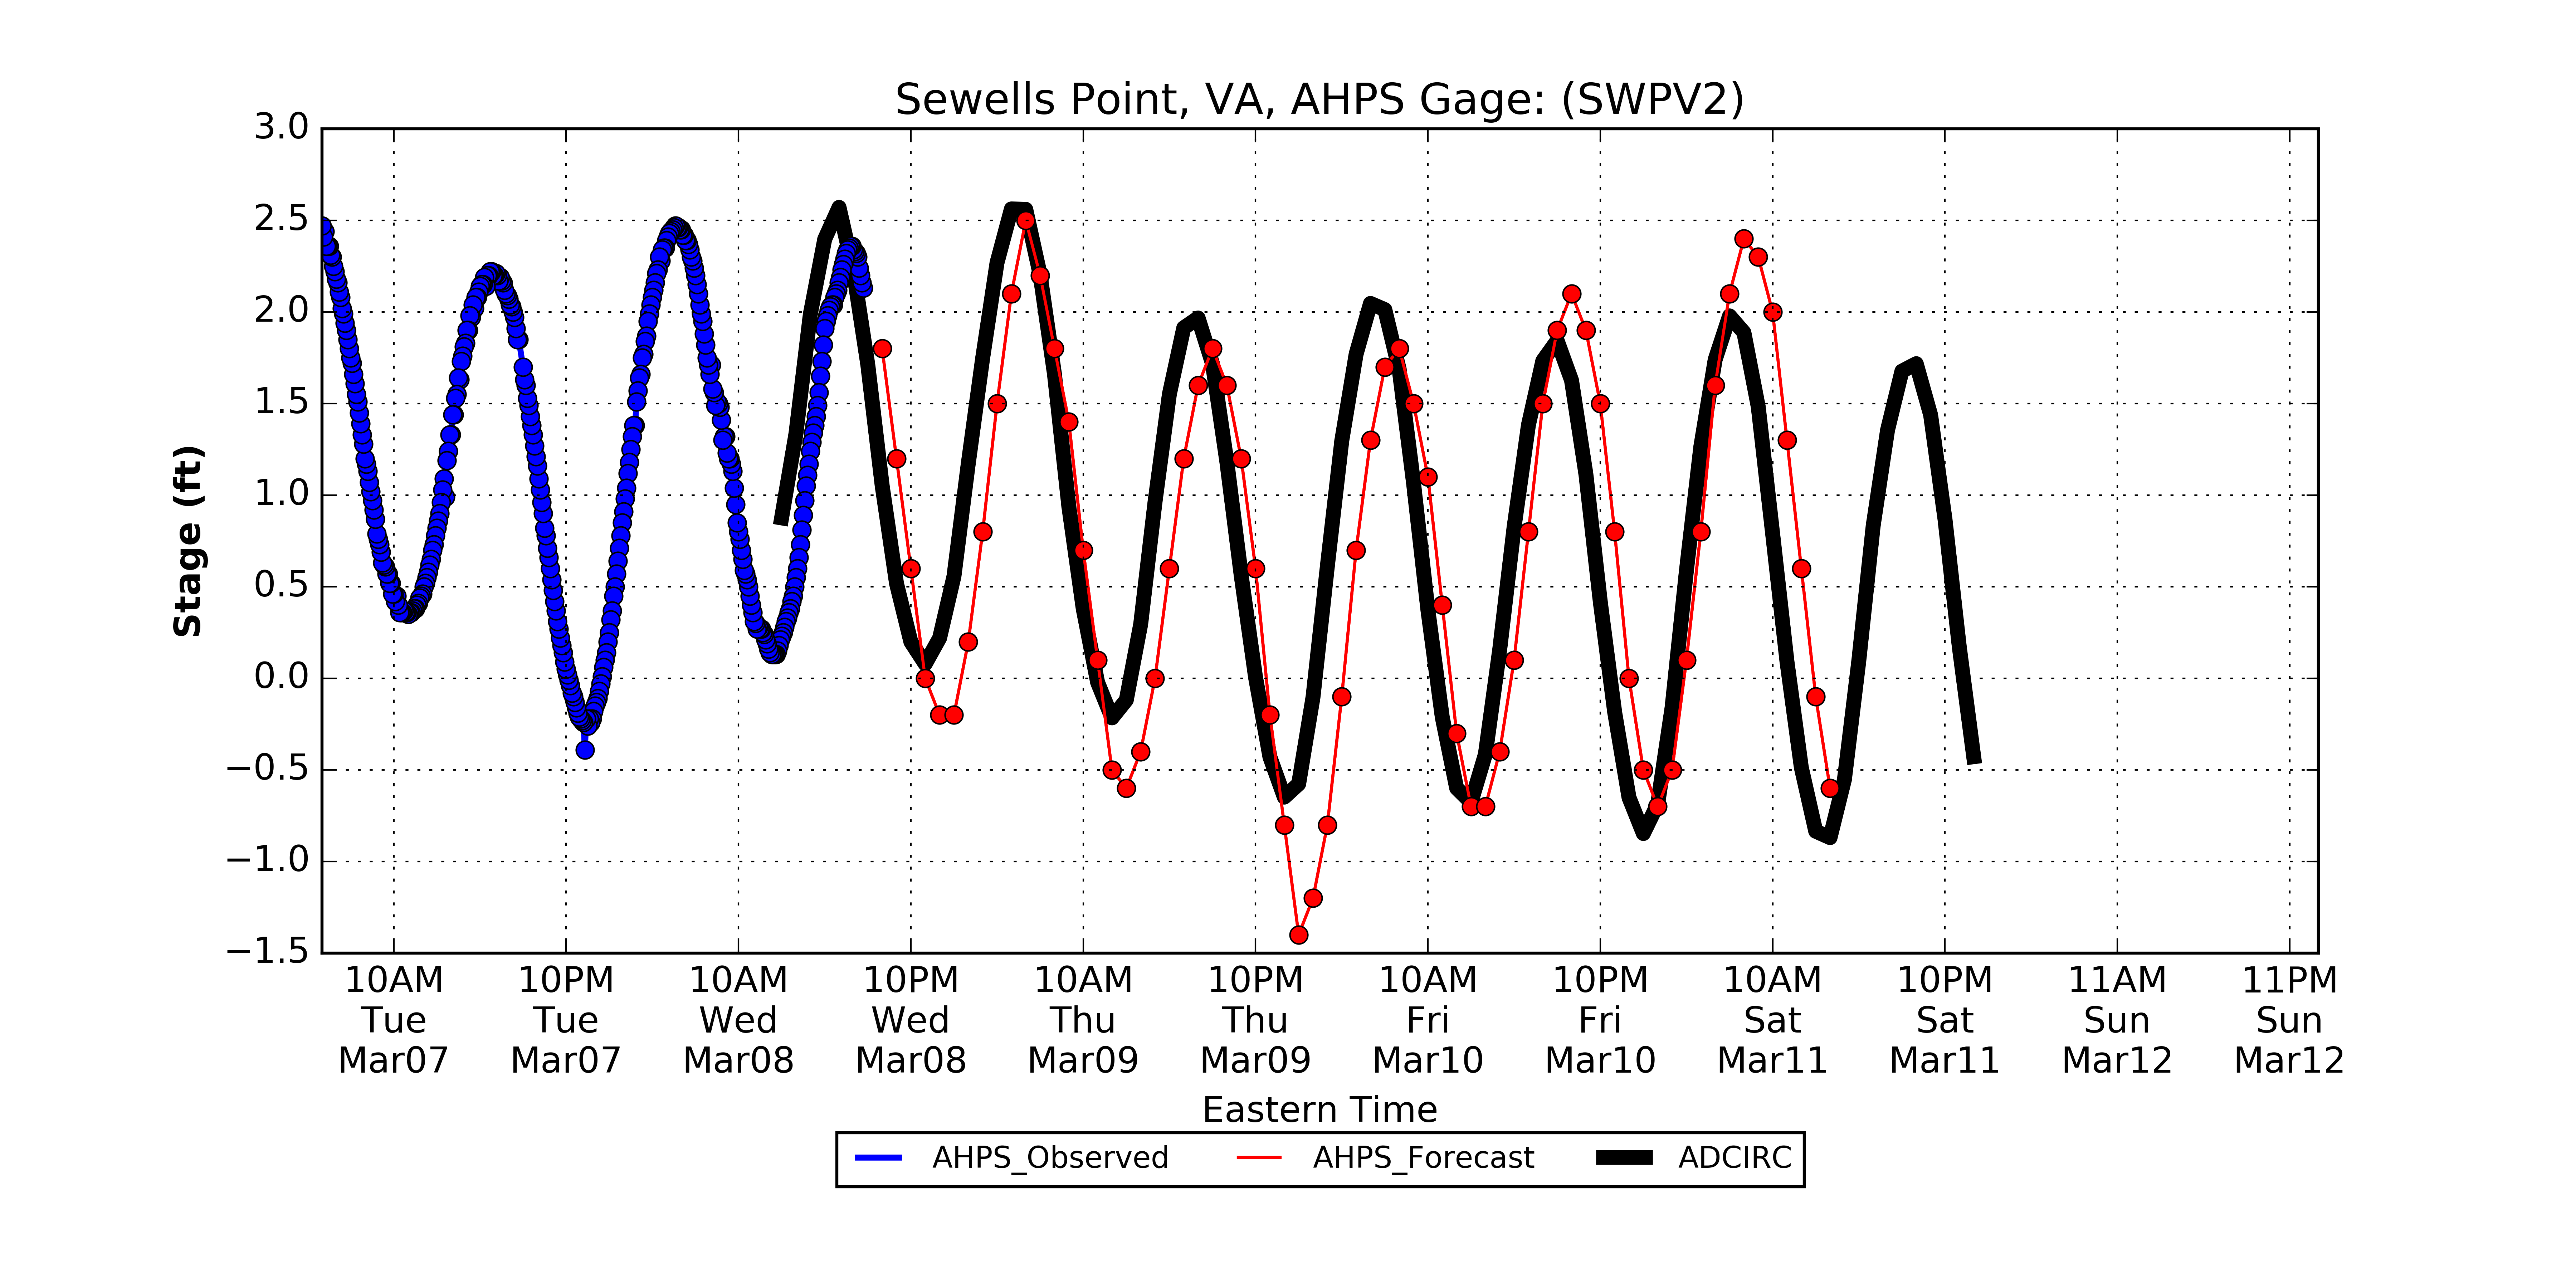 Sewells Point, VA, AHPS Gage: (SWPV2)
3.0
2.5
2.0
1.5
1.0
0.5
0.0
−0.5
−1.0
−1.5
Stage (ft)
10AM 10PM 10AM 10PM 10AM 10PM 10AM 10PM 10AM 10PM 11AM 11PM
Tue Tue Wed Wed Thu Thu Fri Fri Sat Sat Sun Sun
Mar07 Mar07 Mar08 Mar08 Mar09 Mar09 Mar10 Mar10 Mar11 Mar11 Mar12 Mar12
Eastern Time
AHPS_Observed AHPS_Forecast ADCIRC